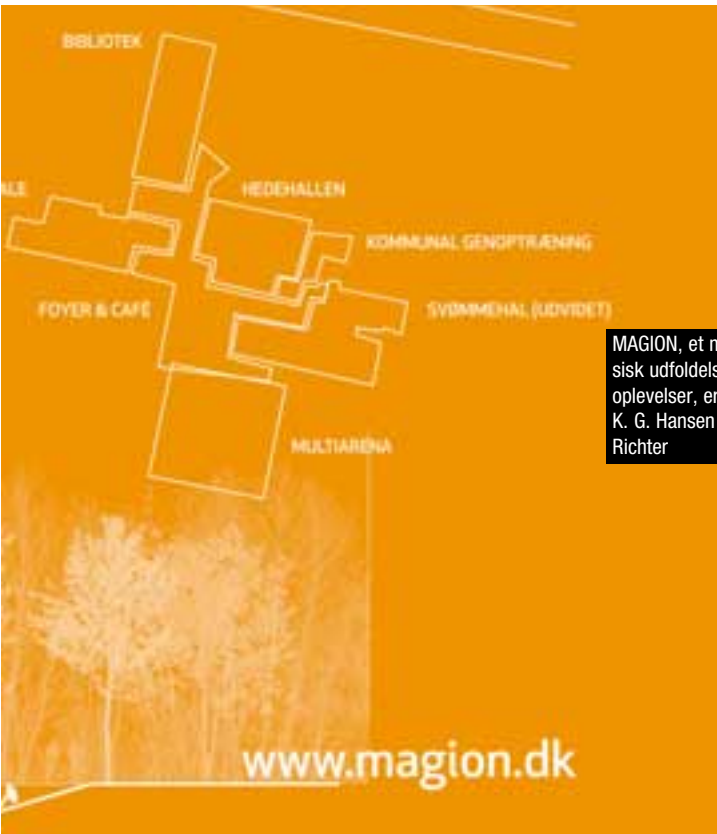 BIBLIOTEK
ALE
HEDEHALLEN
KOMMUNAL GENOPTRÆNING
FOYER & CAFÉ
SVØMMEHAL (UDVIDET)
MAGION, et n
sisk udfoldels
oplevelser, er
K. G. Hansen
Richter
MULTIARENA
www.magion.dk